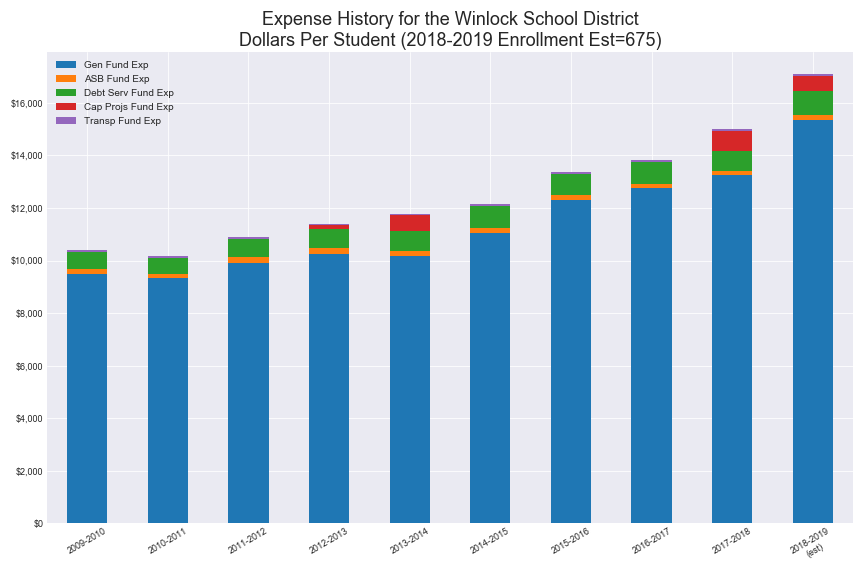 Expense History for the Winlock School District
Dollars Per Student (2018-2019 Enrollment Est=675)
Gen Fund Exp
ASB Fund Exp
Debt Serv Fund Exp
Cap Projs Fund Exp
Transp Fund Exp
$16,000
$14,000
$12,000
$10,000
$8,000
$6,000
$4,000
$2,000
$0
2009-2010
2010-2011
2011-2012
2012-2013
2013-2014
2014-2015
2015-2016
2016-2017
2017-2018
2018-2019
(est)